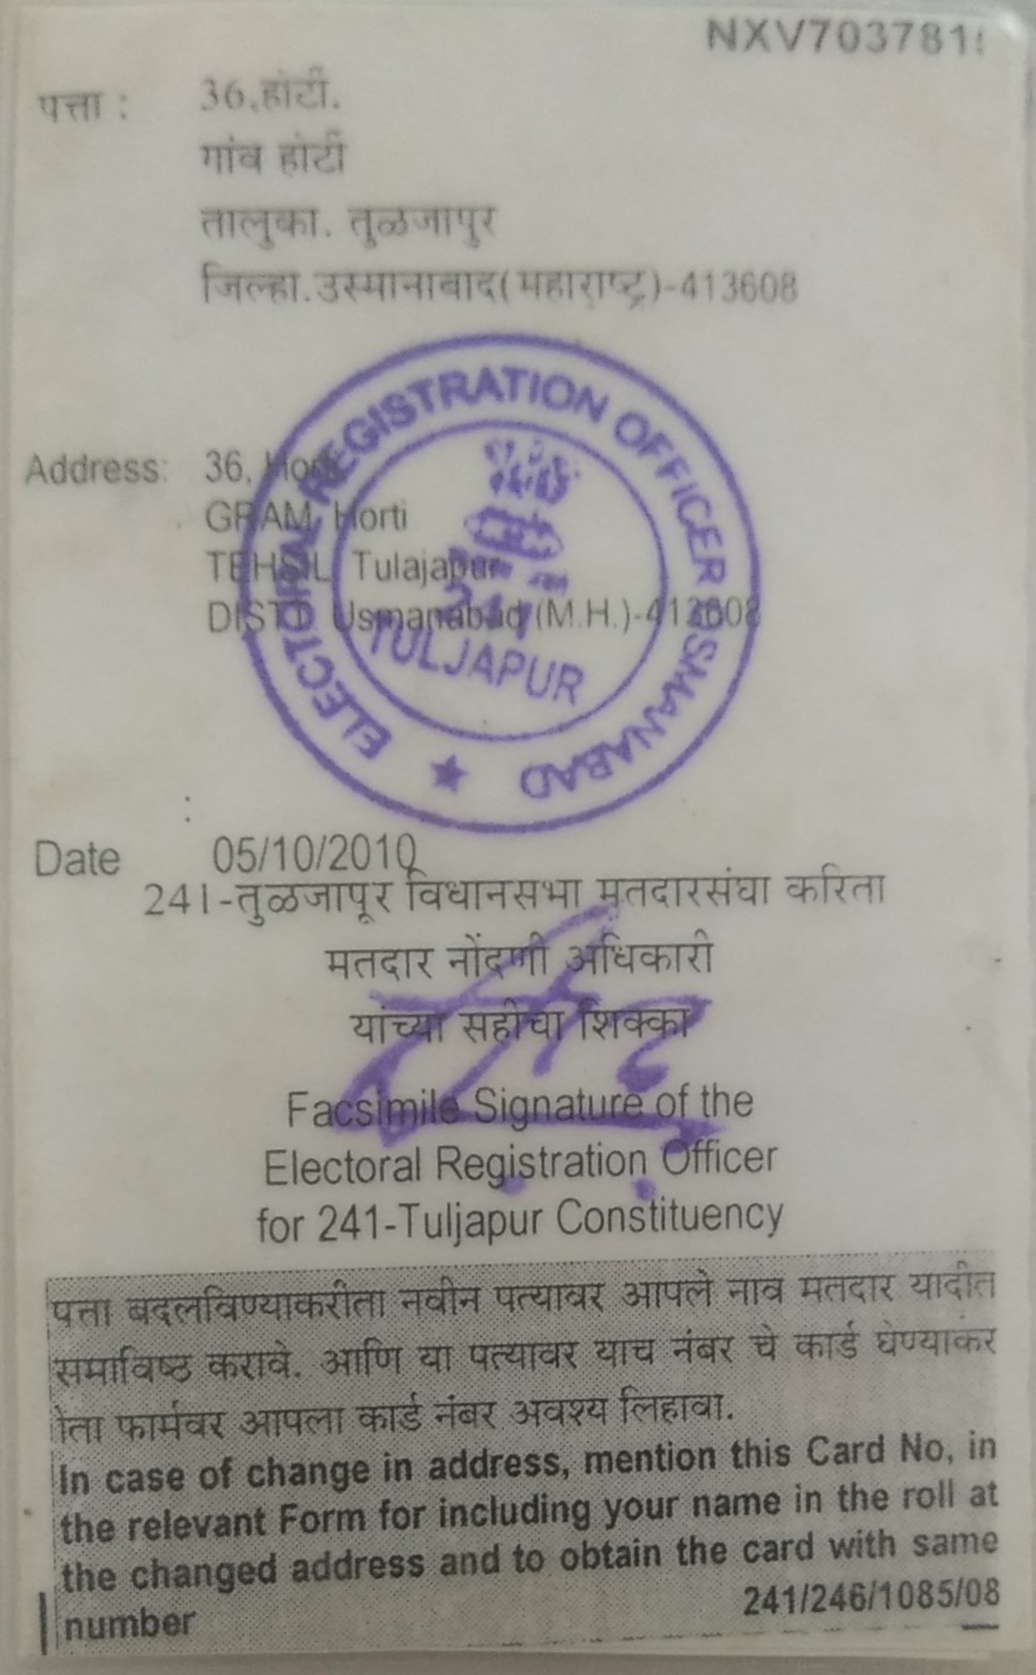 NXV703781
पत्ता : 36,होर्टी.
गांव होर्टी
तालुका. तुळजापुर
जिल्हा.उस्मानाबाद(महाराष्ट्र)-413608
ELECTORAL REGISTRATION OFFICER OSMANABAD
241
TULJAPUR
Address: 36, Horti
GRAM, Horti
TEHSIL, Tulajapur
DISTT. Usmanabad (M.H.)-413608
:
Date 05/10/2010
241-तुळजापूर विधानसभा मतदारसंघा करिता
मतदार नोंदणी अधिकारी
यांच्या सहीचा शिक्का
Facsimile Signature of the
Electoral Registration Officer
for 241-Tuljapur Constituency
पत्ता बदलविण्याकरीता नवीन पत्यावर आपले नाव मतदार यादीत
समाविष्ठ करावे. आणि या पत्यावर याच नंबर चे कार्ड घेण्याकर
ीता फार्मवर आपला कार्ड नंबर अवश्य लिहावा.
In case of change in address, mention this Card No, in
the relevant Form for including your name in the roll at
the changed address and to obtain the card with same
number 241/246/1085/08